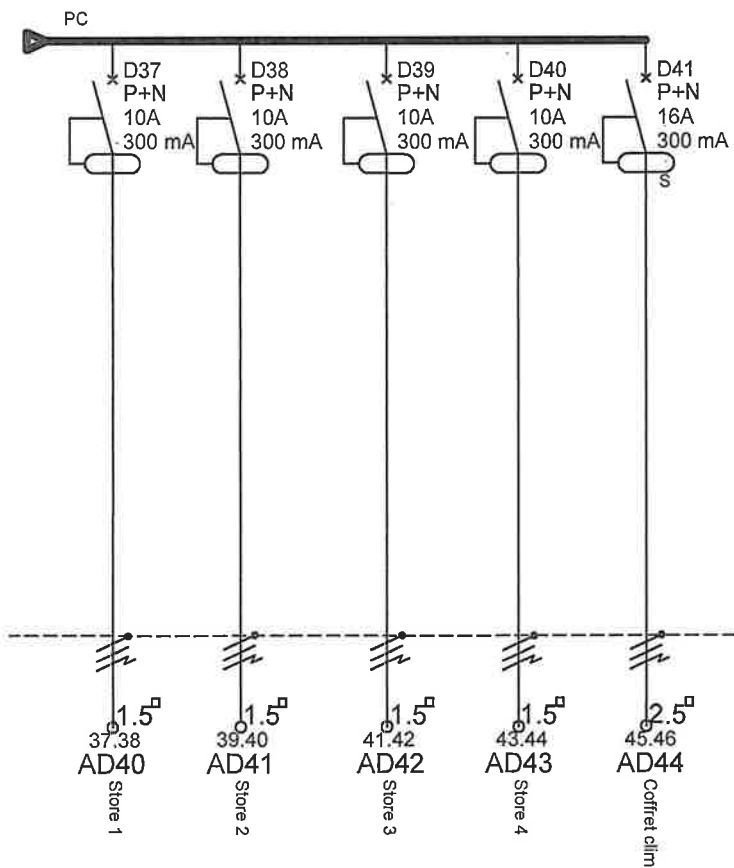 PC
D37
P+N
10A
300 mA
D38
P+N
10A
300 mA
D39
P+N
10A
300 mA
D40
P+N
10A
300 mA
D41
P+N
16A
300 mA
S
1.5
37.38
AD40
Store 1
1.5
39.40
AD41
Store 2
1.5
41.42
AD42
Store 3
1.5
43.44
AD43
Store 4
2.5
45.46
AD44
Coffret clim